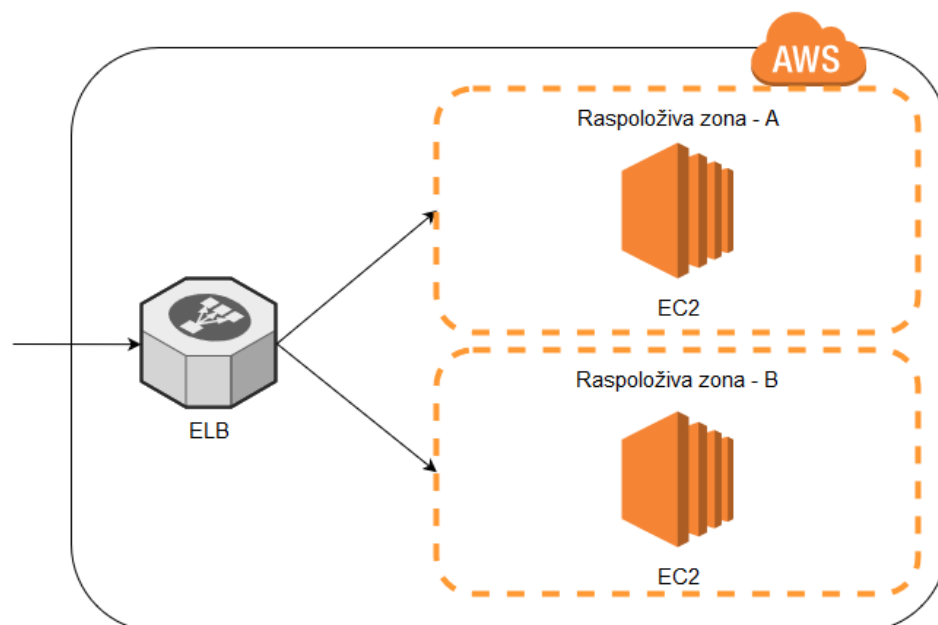 AWS
Raspoloživa zona - A
EC2
ELB
Raspoloživa zona - B
EC2